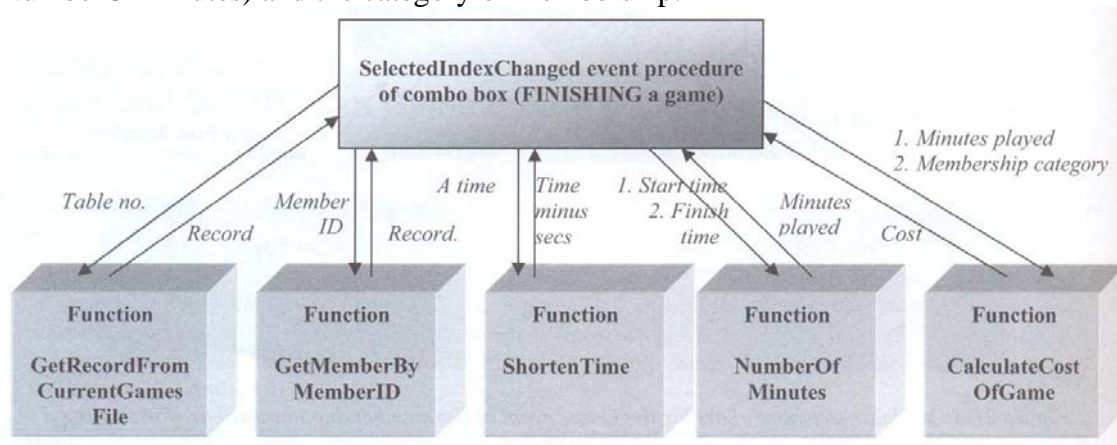 SelectedIndexChanged event procedure
of combo box (FINISHING a game)
1. Minutes played
2. Membership category
Table no.
Record
Member
ID
Record.
A time
Time
minus
secs
1. Start time
2. Finish
time
Minutes
played
Cost
Function
GetRecordFrom
CurrentGames
File
Function
GetMemberBy
MemberID
Function
ShortenTime
Function
NumberOf
Minutes
Function
CalculateCost
OfGame